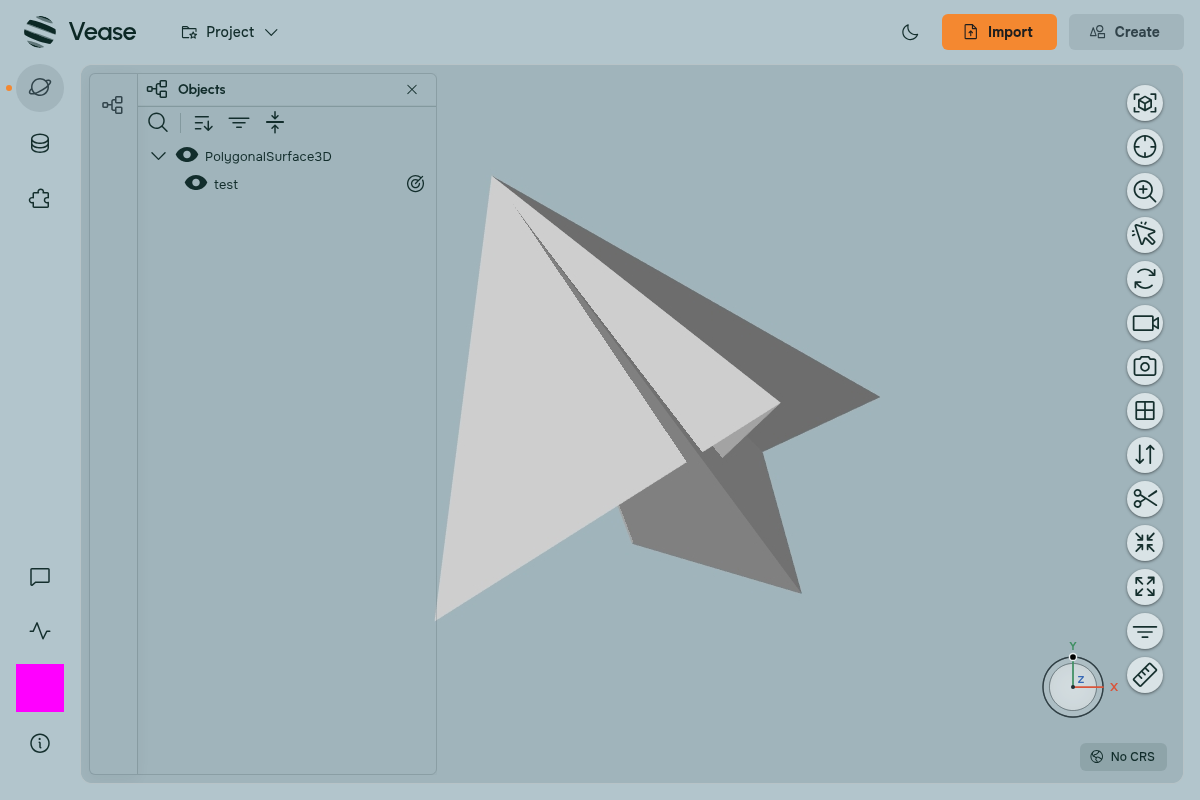 Vease
Project
Import
Create
Objects
PolygonalSurface3D
test
Y
Z
X
No CRS